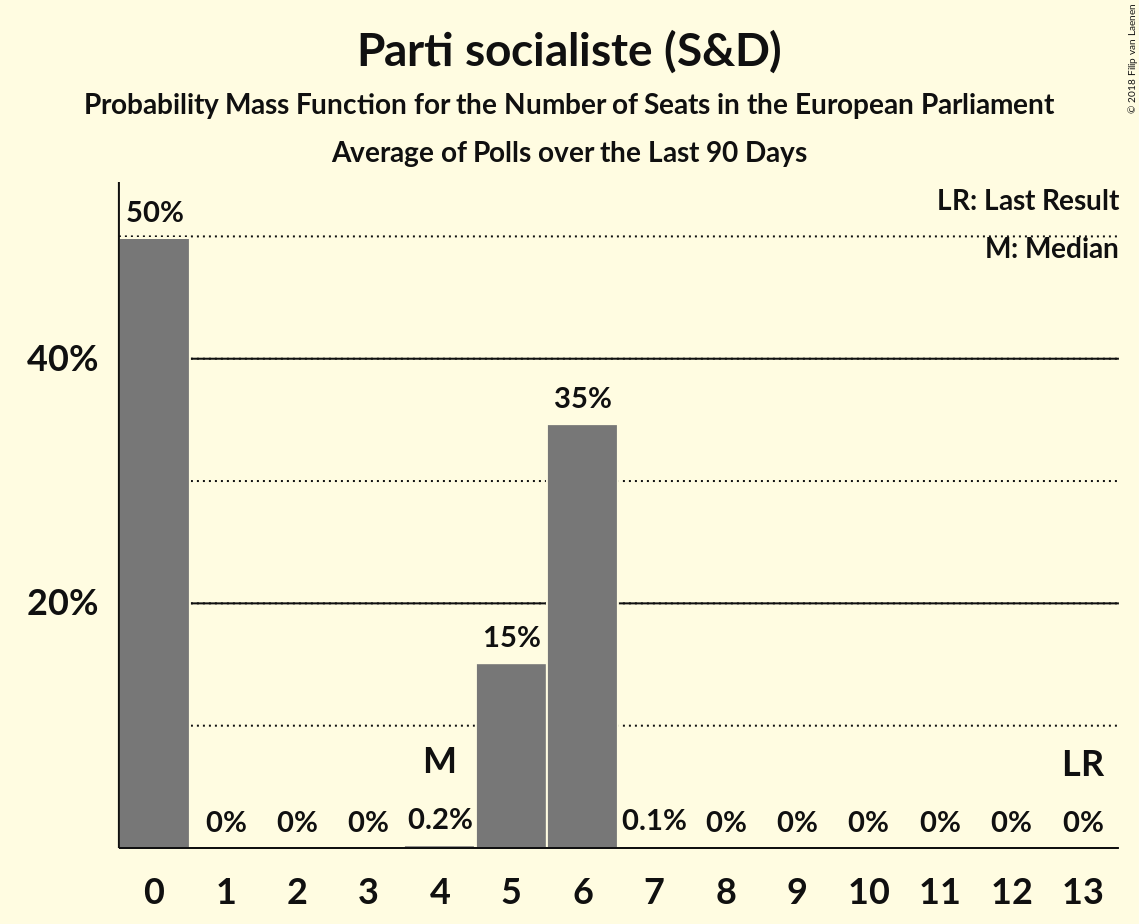 Parti socialiste (S&D)
Probability Mass Function for the Number of Seats in the European Parliament
Average of Polls over the Last 90 Days
© 2018 Filip van Laenen
LR: Last Result
M: Median
50%
40%
35%
20%
15%
M
LR
0% 0% 0% 0.2% 0.1% 0% 0% 0% 0% 0% 0%
0 1 2 3 4 5 6 7 8 9 10 11 12 13